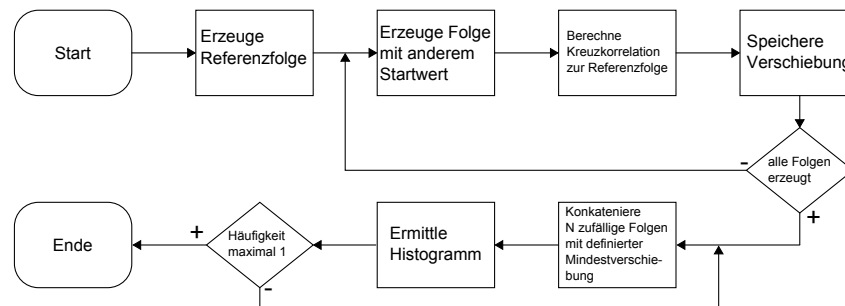 Start
Erzeuge
Referenzfolge
Erzeuge Folge
mit anderem
Startwert
Berechne
Kreuzkorrelation
zur Referenzfolge
Speichere
Verschiebung
alle Folgen
erzeugt
-
+
Konkateniere
N zufällige Folgen
mit definierter
Mindestverschie-
bung
Ermittle
Histogramm
Häufigkeit
maximal 1
+
-
Ende